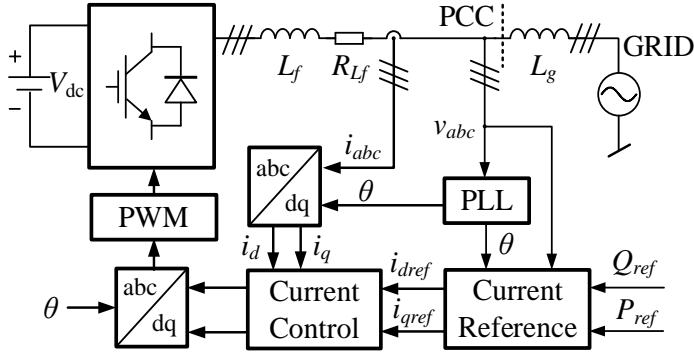 PCC
GRID
+
V_dc
−
L_f
R_Lf
L_g
i_abc
v_abc
abc
dq
θ
PLL
PWM
i_d
i_q
θ
i_dref
Q_ref
θ
abc
dq
Current
Control
i_qref
Current
Reference
P_ref